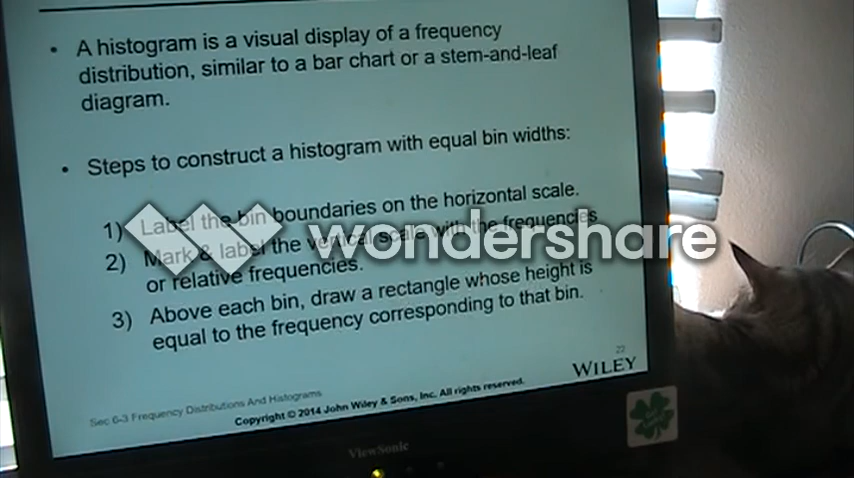 • A histogram is a visual display of a frequency
distribution, similar to a bar chart or a stem-and-leaf
diagram.
• Steps to construct a histogram with equal bin widths:
1) Label the bin boundaries on the horizontal scale.
2) Mark & label the vertical scale with the frequencies
or relative frequencies.
3) Above each bin, draw a rectangle whose height is
equal to the frequency corresponding to that bin.
wondershare
22
WILEY
Sec 6-3 Frequency Distributions And Histograms
Copyright © 2014 John Wiley & Sons, Inc. All rights reserved.
ViewSonic